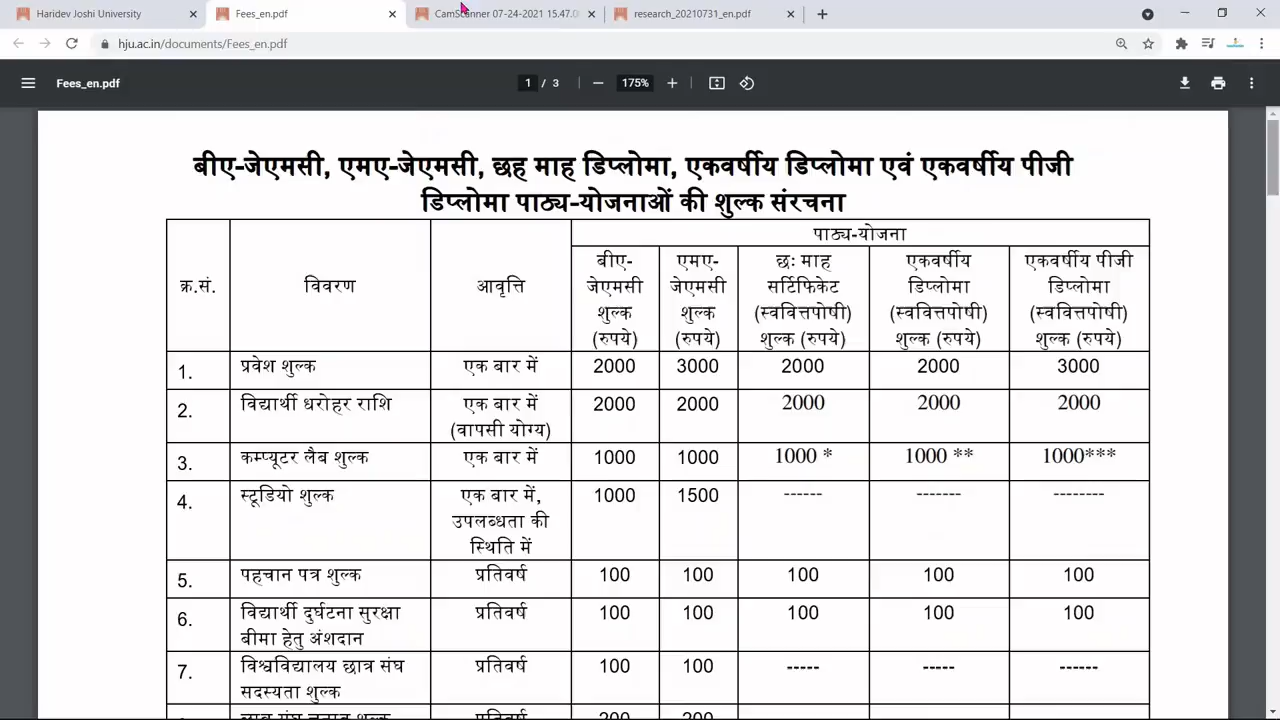 Haridev Joshi University
Fees_en.pdf
CamScanner 07-24-2021 15.47.0
research_20210731_en.pdf
hju.ac.in/documents/Fees_en.pdf
Fees_en.pdf
1 / 3
175%
बीए-जेएमसी, एमए-जेएमसी, छह माह डिप्लोमा, एकवर्षीय डिप्लोमा एवं एकवर्षीय पीजी
डिप्लोमा पाठ्य-योजनाओं की शुल्क संरचना
क्र.सं. विवरण आवृत्ति पाठ्य-योजना
बीए- एमए- छः माह एकवर्षीय एकवर्षीय पीजी
जेएमसी जेएमसी सर्टिफिकेट डिप्लोमा डिप्लोमा
शुल्क शुल्क (स्ववित्तपोषी) (स्ववित्तपोषी) (स्ववित्तपोषी)
(रुपये) (रुपये) शुल्क (रुपये) शुल्क (रुपये) शुल्क (रुपये)
1. प्रवेश शुल्क एक बार में 2000 3000 2000 2000 3000
2. विद्यार्थी धरोहर राशि एक बार में 2000 2000 2000 2000 2000
(वापसी योग्य)
3. कम्प्यूटर लैब शुल्क एक बार में 1000 1000 1000 * 1000 ** 1000***
4. स्टूडियो शुल्क एक बार में, 1000 1500 ------ ------- --------
उपलब्धता की
स्थिति में
5. पहचान पत्र शुल्क प्रतिवर्ष 100 100 100 100 100
6. विद्यार्थी दुर्घटना सुरक्षा प्रतिवर्ष 100 100 100 100 100
बीमा हेतु अंशदान
7. विश्वविद्यालय छात्र संघ प्रतिवर्ष 100 100 ----- ----- ------
सदस्यता शुल्क
प्रतिवर्ष 200 200